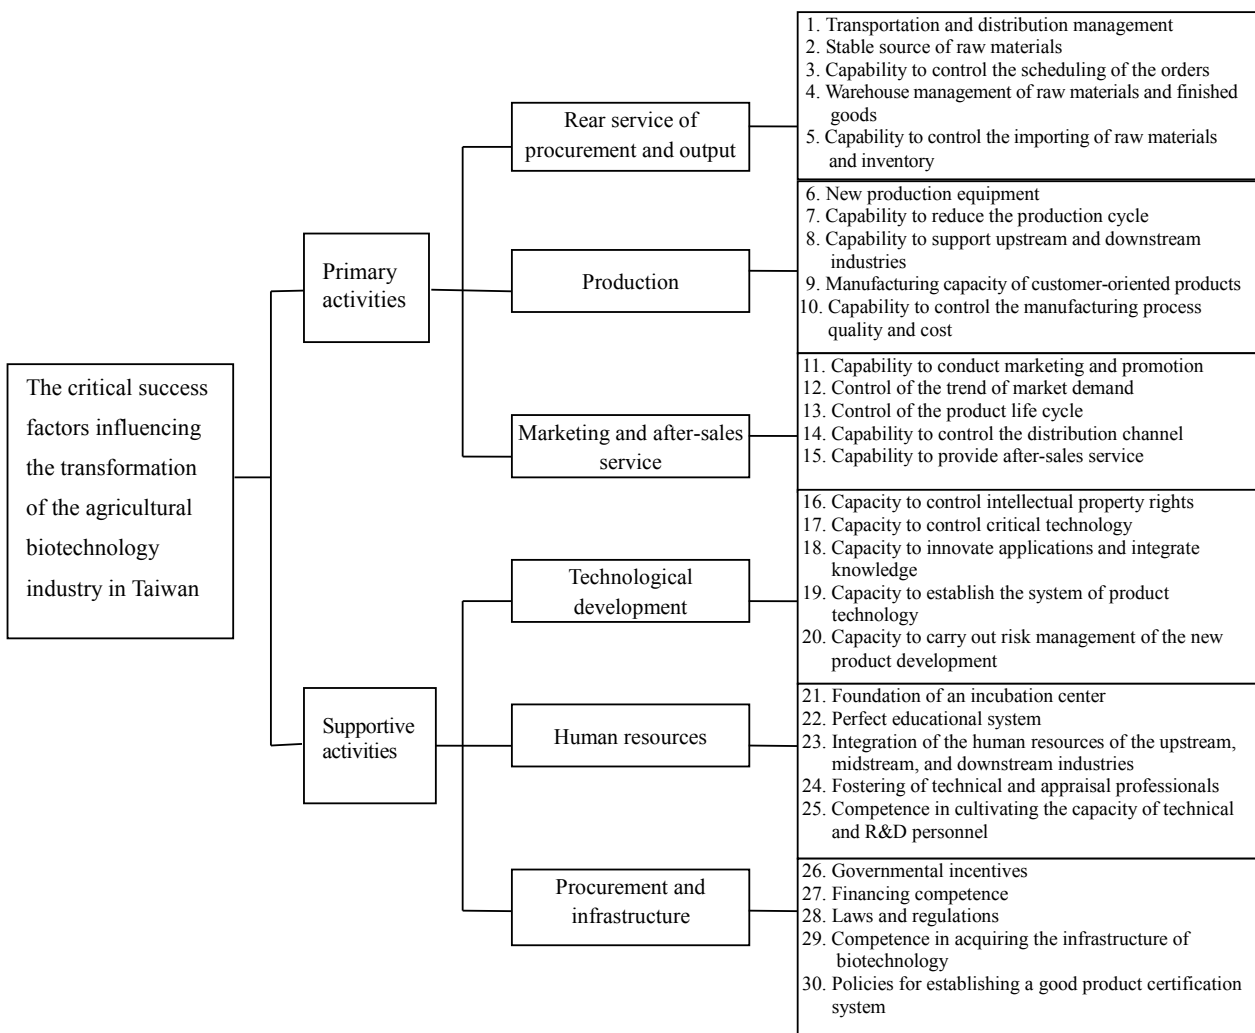 The critical success
factors influencing
the transformation
of the agricultural
biotechnology
industry in Taiwan
Primary
activities
Supportive
activities
Rear service of
procurement and output
Production
Marketing and after-sales
service
Technological
development
Human resources
Procurement and
infrastructure
1. Transportation and distribution management
2. Stable source of raw materials
3. Capability to control the scheduling of the orders
4. Warehouse management of raw materials and finished
goods
5. Capability to control the importing of raw materials
and inventory
6. New production equipment
7. Capability to reduce the production cycle
8. Capability to support upstream and downstream
industries
9. Manufacturing capacity of customer-oriented products
10. Capability to control the manufacturing process
quality and cost
11. Capability to conduct marketing and promotion
12. Control of the trend of market demand
13. Control of the product life cycle
14. Capability to control the distribution channel
15. Capability to provide after-sales service
16. Capacity to control intellectual property rights
17. Capacity to control critical technology
18. Capacity to innovate applications and integrate
knowledge
19. Capacity to establish the system of product
technology
20. Capacity to carry out risk management of the new
product development
21. Foundation of an incubation center
22. Perfect educational system
23. Integration of the human resources of the upstream,
midstream, and downstream industries
24. Fostering of technical and appraisal professionals
25. Competence in cultivating the capacity of technical
and R&D personnel
26. Governmental incentives
27. Financing competence
28. Laws and regulations
29. Competence in acquiring the infrastructure of
biotechnology
30. Policies for establishing a good product certification
system